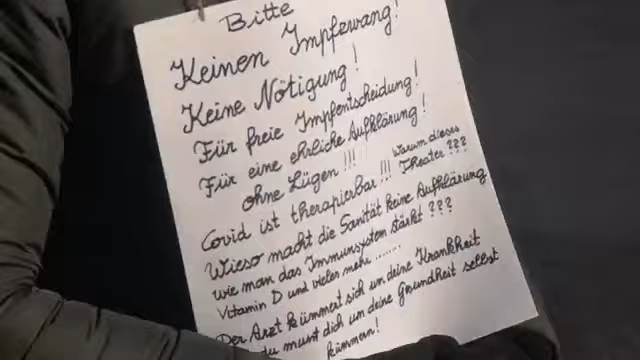 Bitte
Keinen Impfzwang!
Keine Nötigung!
Für freie Impfentscheidung!
Für eine ehrliche Aufklärung!
ohne Lügen !!!
Covid ist therapierbar !!! Warum dieses Theater ???
Wieso macht die Sanität keine Aufklärung
wie man das Immunsystem stärkt ???
Vitamin D und vieles mehr .......
Der Arzt kümmert sich um deine Krankheit
du musst dich um deine Gesundheit selbst
kümmern!